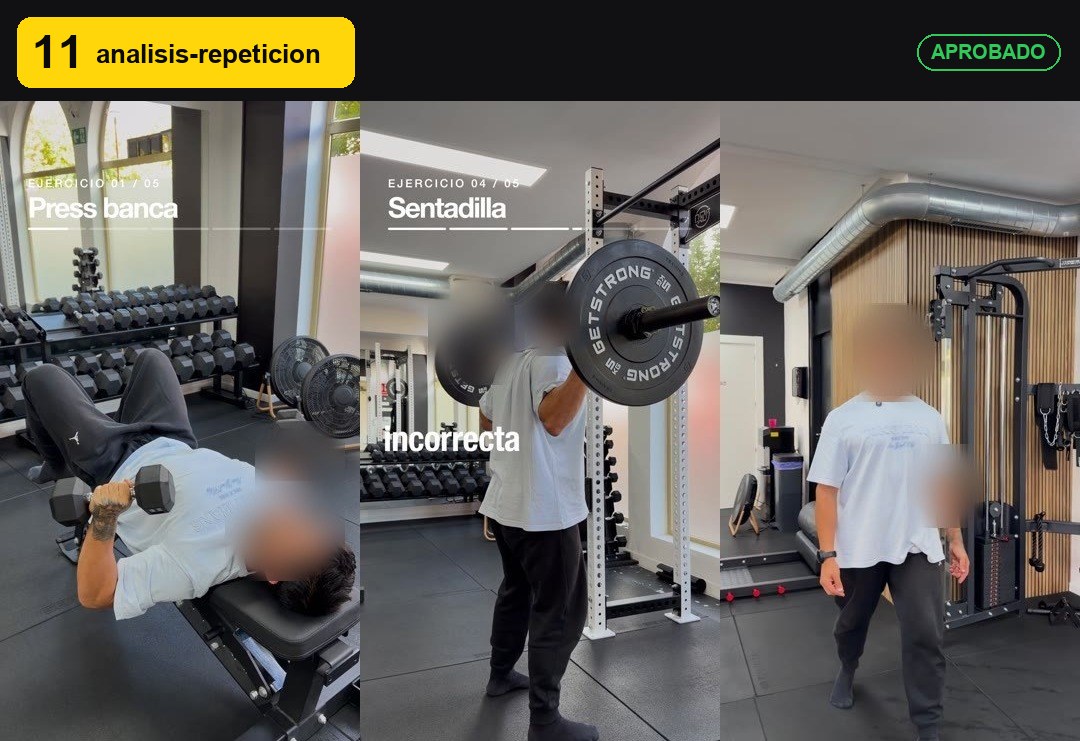 11 analisis-repeticion
APROBADO
EJERCICIO 01 / 05
Press banca
EJERCICIO 04 / 05
Sentadilla
GETSTRONG
GETSTRONG
incorrecta